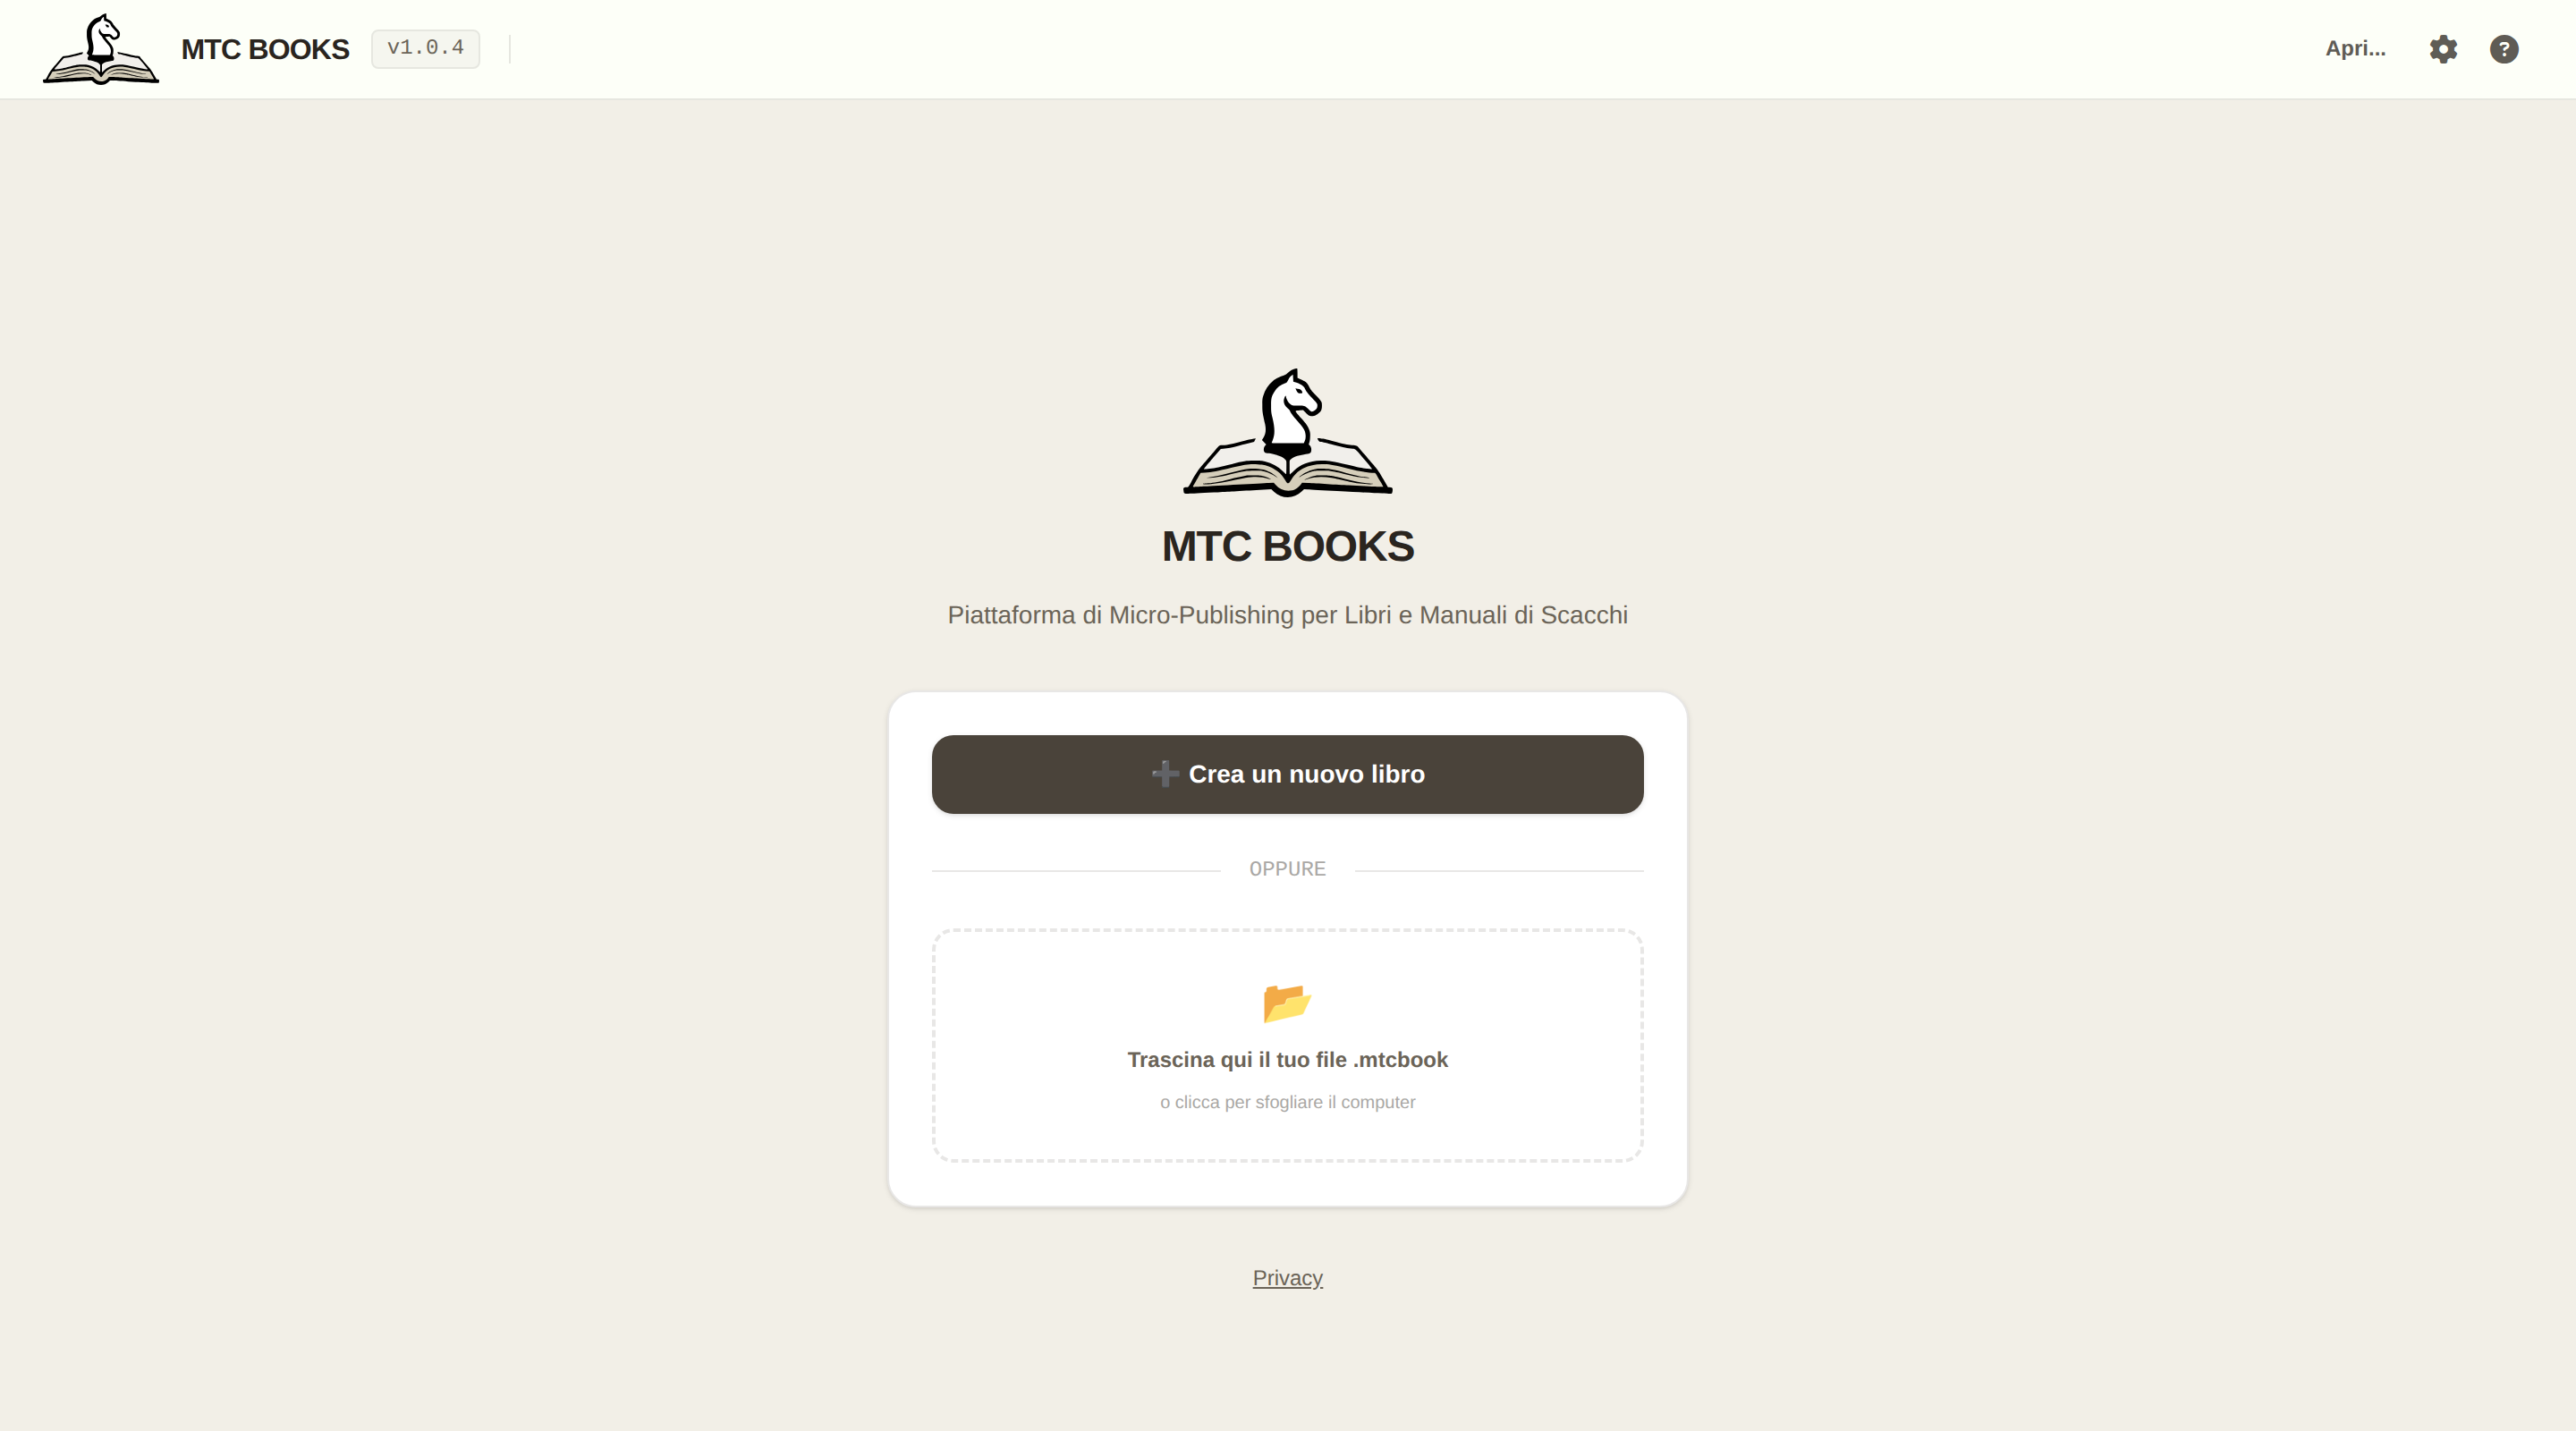 MTC BOOKS v1.0.4 Apri...
MTC BOOKS
Piattaforma di Micro-Publishing per Libri e Manuali di Scacchi
➕ Crea un nuovo libro
OPPURE
Trascina qui il tuo file .mtcbook
o clicca per sfogliare il computer
Privacy